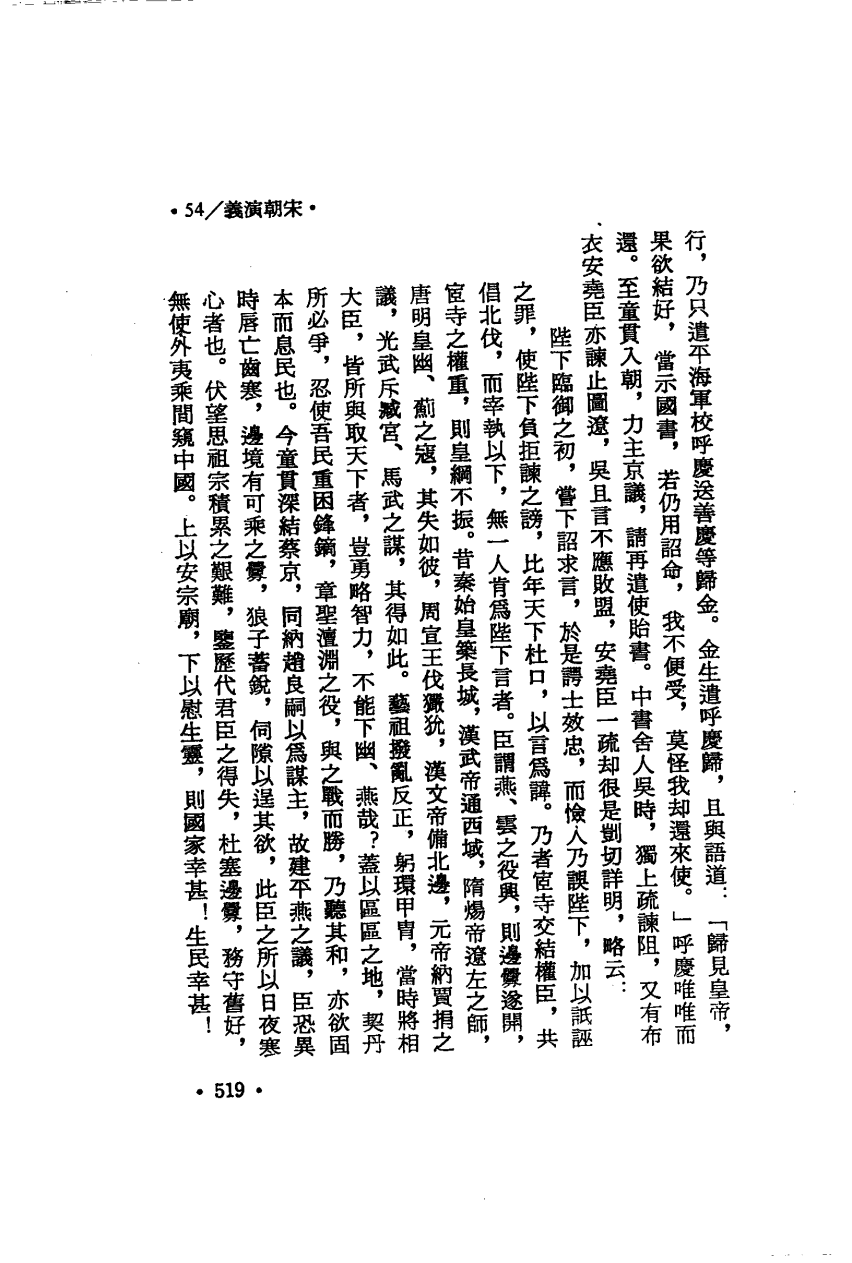 •54／義演朝宋•
行，乃只遣平海軍校呼慶送善慶等歸金。金生遣呼慶歸，且與語道：「歸見皇帝，
果欲結好，當示國書，若仍用詔命，我不便受，莫怪我却還來使。」呼慶唯唯而
還。至童貫入朝，力主京議，請再遣使貽書。中書舍人吳時，獨上疏諫阻，又有布
衣安堯臣亦諫止圖遼，吳且言不應敗盟，安堯臣一疏却很是剴切詳明，略云：
陛下臨御之初，嘗下詔求言，於是諤士效忠，而憸人乃誤陛下，加以詆誣
之罪，使陛下負拒諫之謗，比年天下杜口，以言爲諱。乃者宦寺交結權臣，共
倡北伐，而宰執以下，無一人肯爲陛下言者。臣謂燕、雲之役興，則邊釁遂開，
宦寺之權重，則皇綱不振。昔秦始皇築長城，漢武帝通西域，隋煬帝遼左之師，
唐明皇幽、薊之寇，其失如彼，周宣王伐玁狁，漢文帝備北邊，元帝納賈捐之
議，光武斥臧宮、馬武之謀，其得如此。藝祖撥亂反正，躬環甲胄，當時將相
大臣，皆所與取天下者，豈勇略智力，不能下幽、燕哉？蓋以區區之地，契丹
所必爭，忍使吾民重困鋒鏑，章聖澶淵之役，與之戰而勝，乃聽其和，亦欲固
本而息民也。今童貫深結蔡京，同納趙良嗣以爲謀主，故建平燕之議，臣恐異
時唇亡齒寒，邊境有可乘之釁，狼子蓄銳，伺隙以逞其欲，此臣之所以日夜寒
心者也。伏望思祖宗積累之艱難，鑒歷代君臣之得失，杜塞邊釁，務守舊好，
無使外夷乘間窺中國。上以安宗廟，下以慰生靈，則國家幸甚！生民幸甚！
•519•